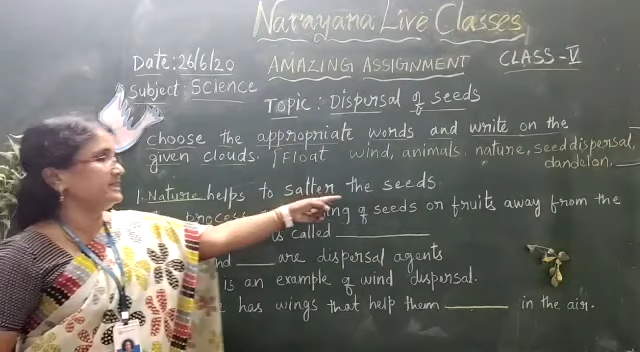 Narayana Live Classes
Date: 26/6/20 AMAZING ASSIGNMENT CLASS-V
Subject: Science
Topic: Dispersal of seeds
Choose the appropriate words and write on the
given clouds. [Float wind, animals, nature, seed dispersal,
dandelon.
1. Nature helps to satter the seeds.
ing of seeds or fruits away from the
is called
are dispersal agents
is an example of wind dispersal.
has wings that help them in the air.